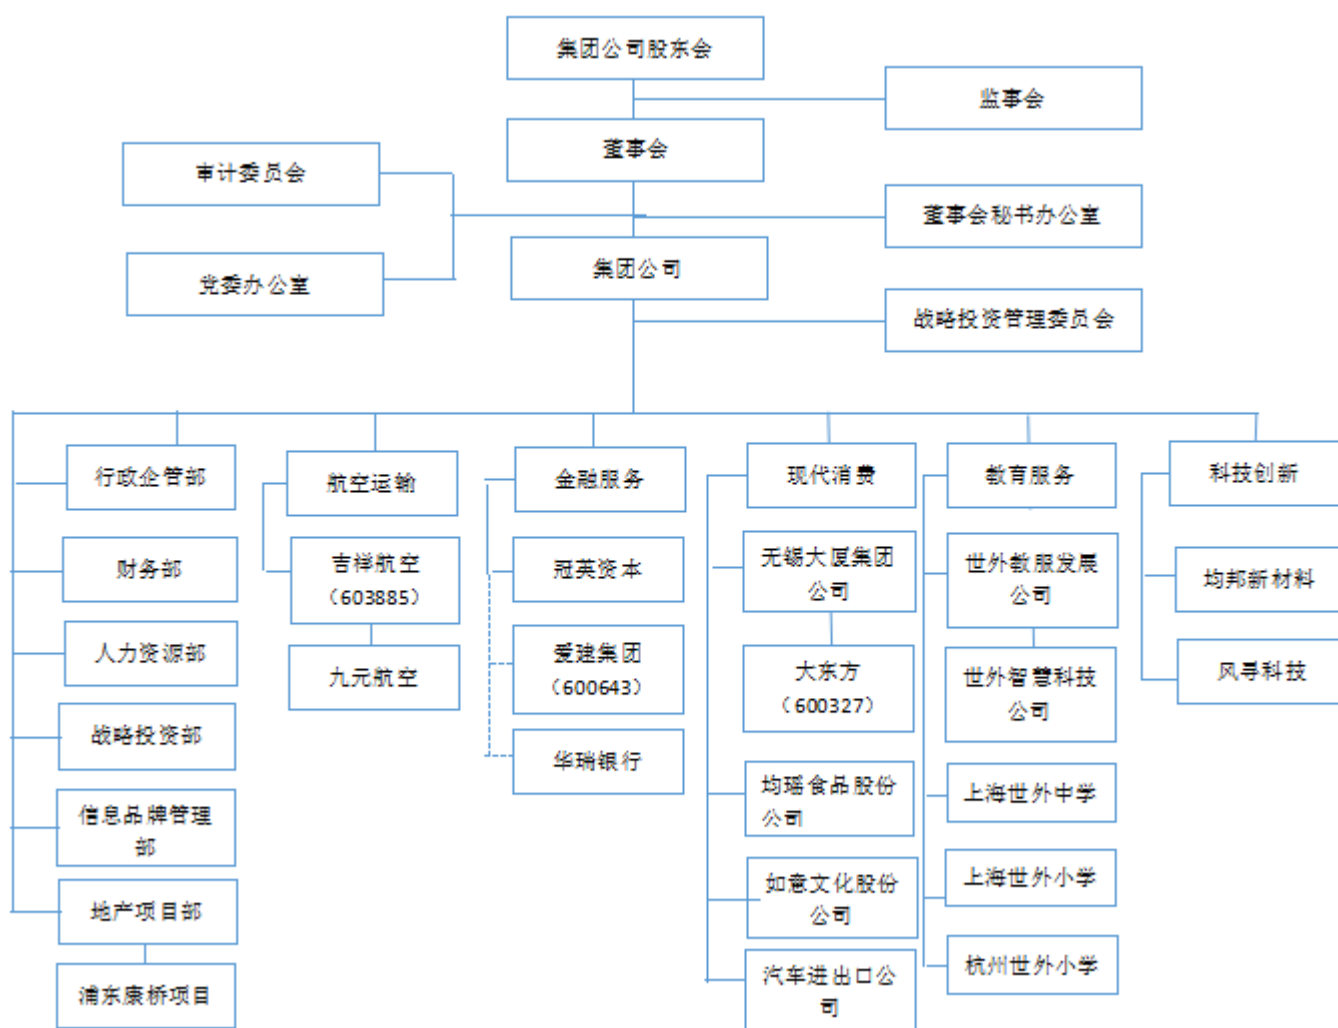 集团公司股东会
监事会
董事会
审计委员会
董事会秘书办公室
集团公司
党委办公室
战略投资管理委员会
行政企管部
财务部
人力资源部
战略投资部
信息品牌管理
部
地产项目部
浦东康桥项目
航空运输
吉祥航空
（603885）
九元航空
金融服务
冠英资本
爱建集团
（600643）
华瑞银行
现代消费
无锡大厦集团
公司
大东方
（600327）
均瑶食品股份
公司
如意文化股份
公司
汽车进出口公
司
教育服务
世外教服发展
公司
世外智慧科技
公司
上海世外中学
上海世外小学
杭州世外小学
科技创新
均邦新材料
风寻科技